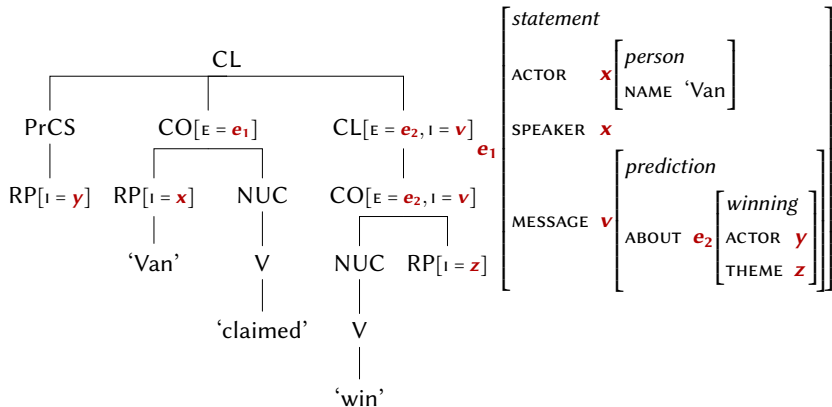 CL
PrCS CO[E = e₁] CL[E = e₂, I = v]
RP[I = y] RP[I = x] NUC CO[E = e₂, I = v]
‘Van’ V NUC RP[I = z]
‘claimed’ V
‘win’
e₁
statement
ACTOR x
person
NAME ‘Van
SPEAKER x
MESSAGE v
prediction
ABOUT e₂
winning
ACTOR y
THEME z